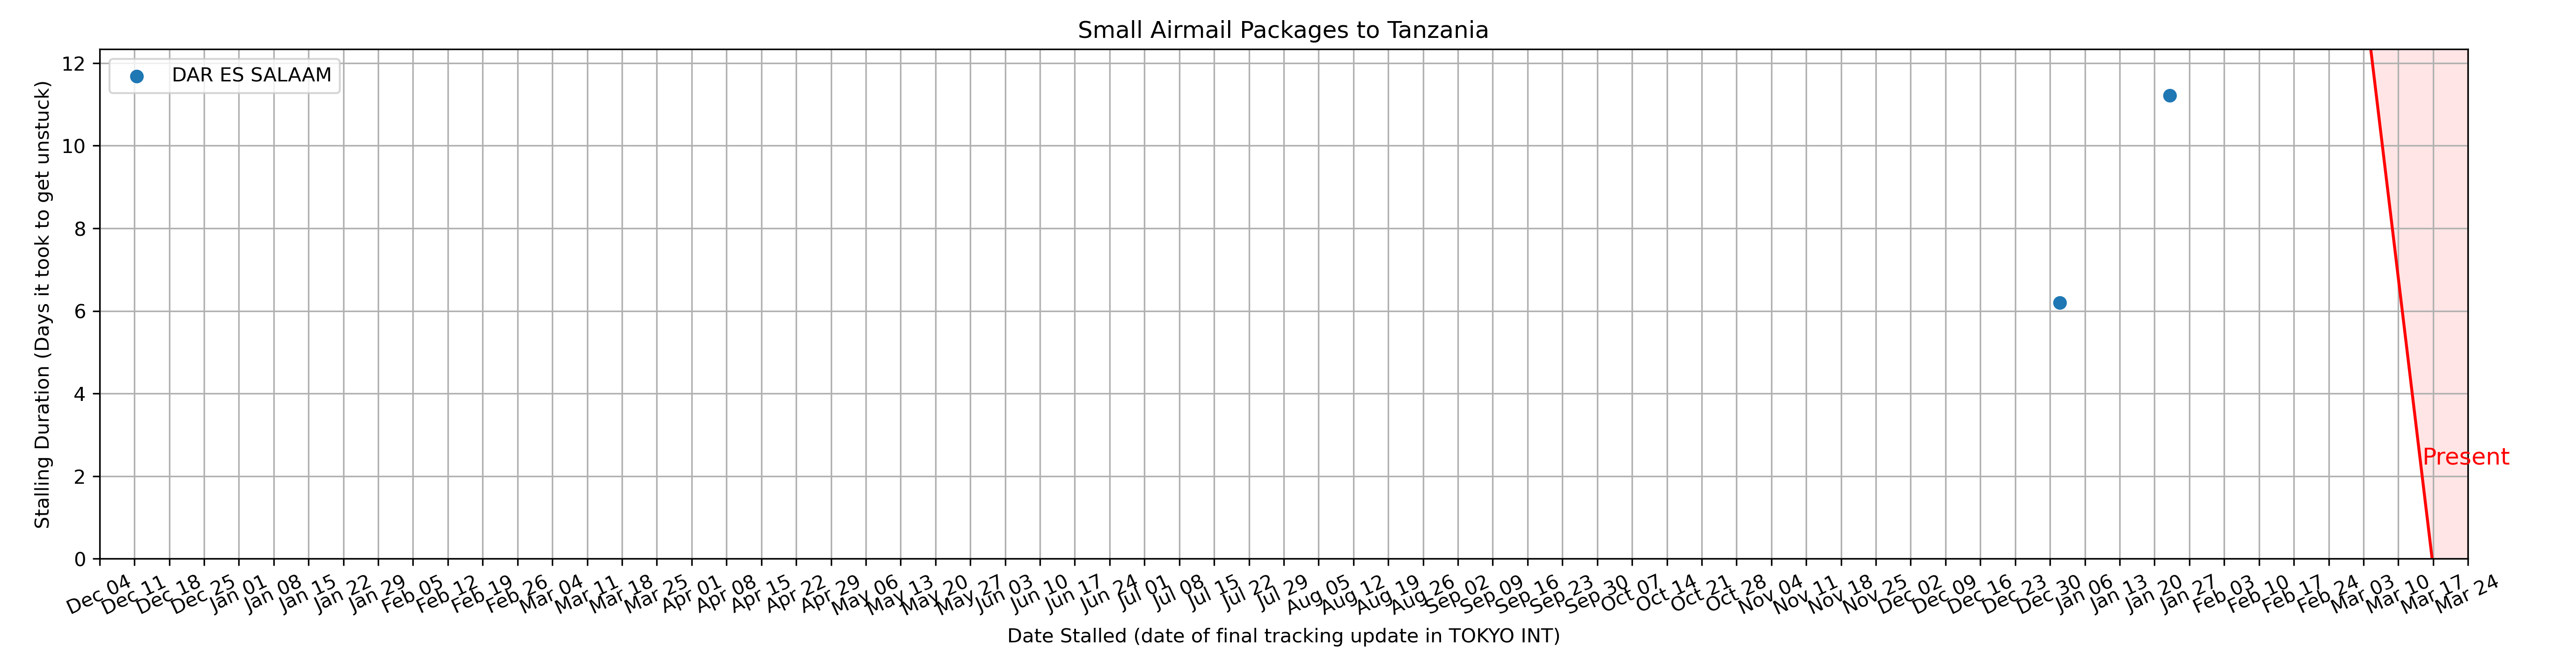 Small Airmail Packages to Tanzania
DAR ES SALAAM
Stalling Duration (Days it took to get unstuck)
12
10
8
6
4
2
0
Present
Dec 04 Dec 11 Dec 18 Dec 25 Jan 01 Jan 08 Jan 15 Jan 22 Jan 29 Feb 05 Feb 12 Feb 19 Feb 26 Mar 04 Mar 11 Mar 18 Mar 25 Apr 01 Apr 08 Apr 15 Apr 22 Apr 29 May 06 May 13 May 20 May 27 Jun 03 Jun 10 Jun 17 Jun 24 Jul 01 Jul 08 Jul 15 Jul 22 Jul 29 Aug 05 Aug 12 Aug 19 Aug 26 Sep 02 Sep 09 Sep 16 Sep 23 Sep 30 Oct 07 Oct 14 Oct 21 Oct 28 Nov 04 Nov 11 Nov 18 Nov 25 Dec 02 Dec 09 Dec 16 Dec 23 Dec 30 Jan 06 Jan 13 Jan 20 Jan 27 Feb 03 Feb 10 Feb 17 Feb 24 Mar 03 Mar 10 Mar 17 Mar 24
Date Stalled (date of final tracking update in TOKYO INT)